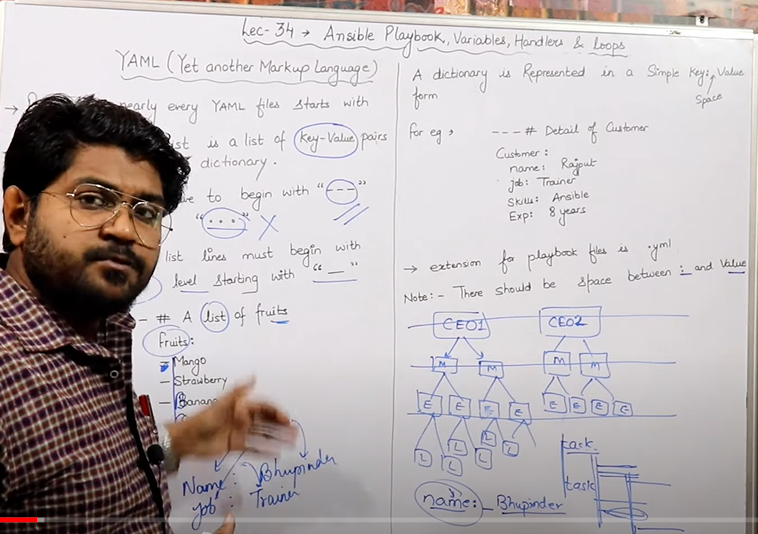 Lec-34 → Ansible Playbook, Variables, Handlers & Loops
YAML (Yet another Markup Language)
→ nearly every YAML files starts with
list is a list of Key-Value pairs
dictionary.
to begin with "---"
"..." X
list lines must begin with
level starting with "—"
- # A list of fruits
fruits:
- Mango
— Strawberry
— Banana
Name : Bhupinder
Job : Trainer
A dictionary is Represented in a Simple Key: Value
form
Space
for eg →
--- # Detail of Customer
Customer :
name: Rajput
job: Trainer
Skills: Ansible
Exp: 8 years
→ extension for playbook files is .yml
Note:- There should be space between : and Value
CEO1 CEO2
M M M M
E E E E E E E E
L L L L L L
task
task
name: _ Bhupinder